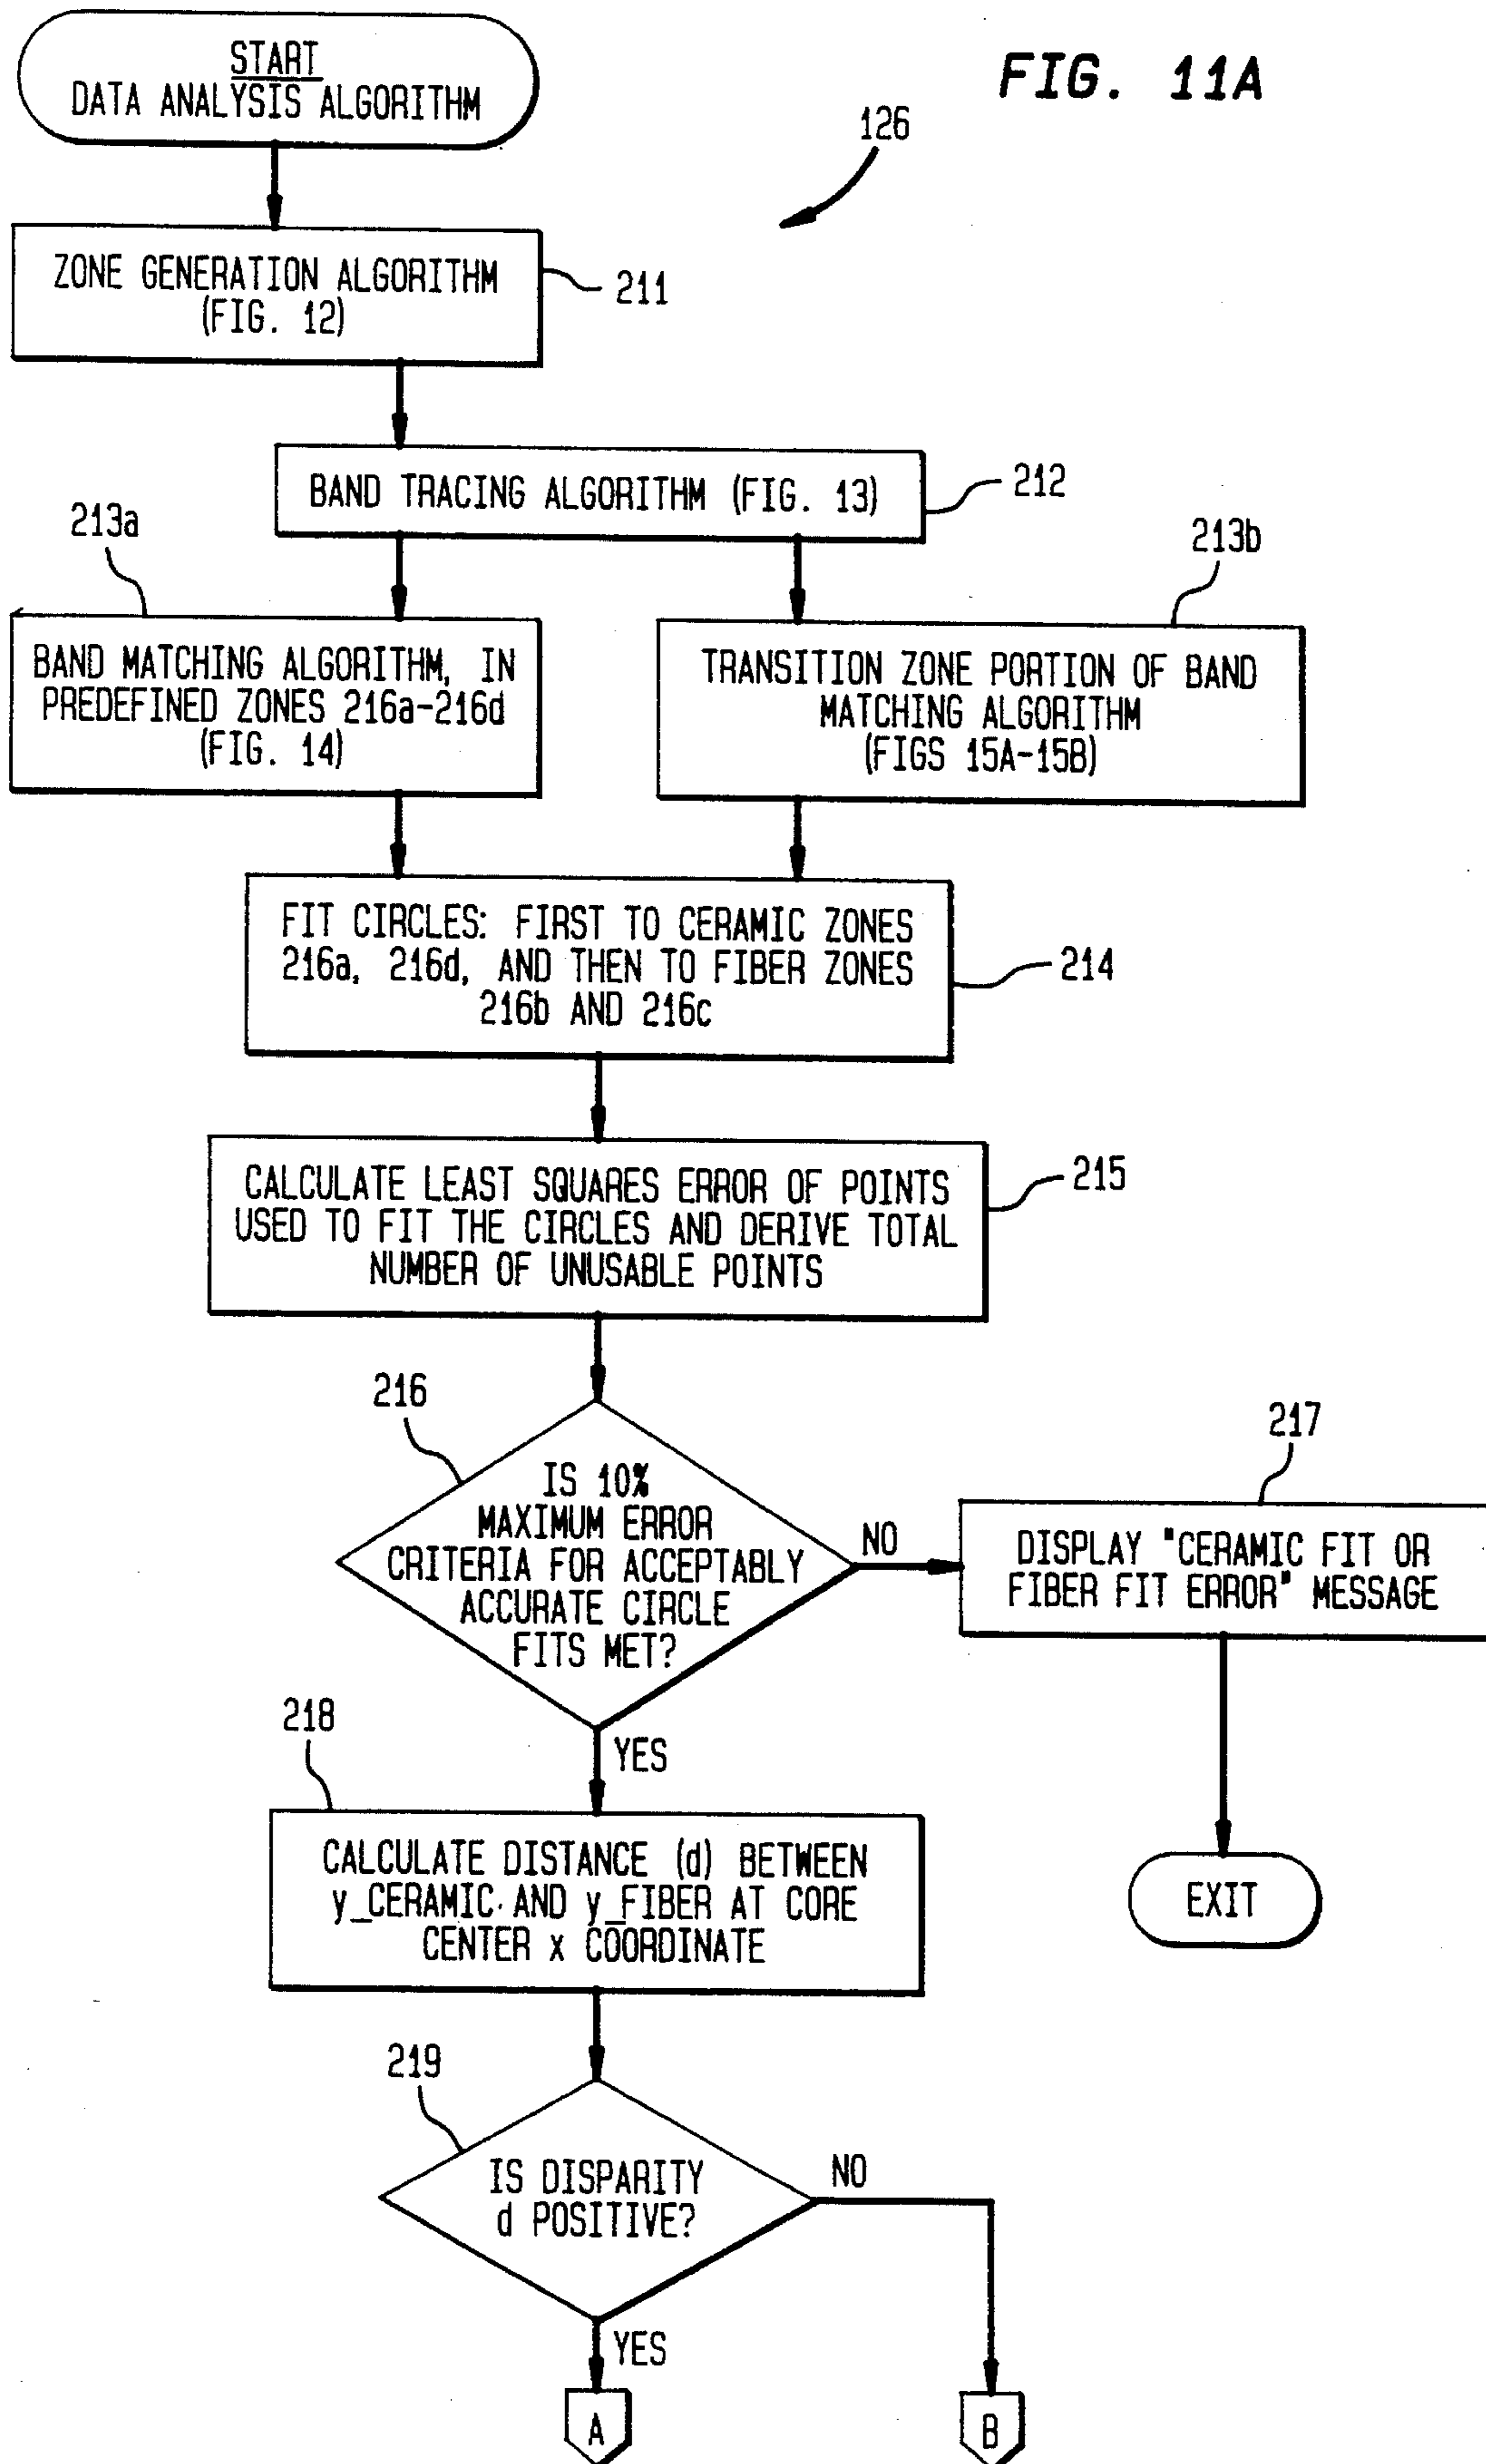 START
DATA ANALYSIS ALGORITHM
FIG. 11A
126
ZONE GENERATION ALGORITHM
(FIG. 12)
211
BAND TRACING ALGORITHM (FIG. 13)
212
213a
213b
BAND MATCHING ALGORITHM, IN
PREDEFINED ZONES 216a-216d
(FIG. 14)
TRANSITION ZONE PORTION OF BAND
MATCHING ALGORITHM
(FIGS 15A-15B)
FIT CIRCLES: FIRST TO CERAMIC ZONES
216a, 216d, AND THEN TO FIBER ZONES
216b AND 216c
214
CALCULATE LEAST SQUARES ERROR OF POINTS
USED TO FIT THE CIRCLES AND DERIVE TOTAL
NUMBER OF UNUSABLE POINTS
215
216
IS 10%
MAXIMUM ERROR
CRITERIA FOR ACCEPTABLY
ACCURATE CIRCLE
FITS MET?
NO
217
DISPLAY "CERAMIC FIT OR
FIBER FIT ERROR" MESSAGE
EXIT
YES
218
CALCULATE DISTANCE (d) BETWEEN
y_CERAMIC AND y_FIBER AT CORE
CENTER x COORDINATE
219
IS DISPARITY
d POSITIVE?
NO
YES
A
B